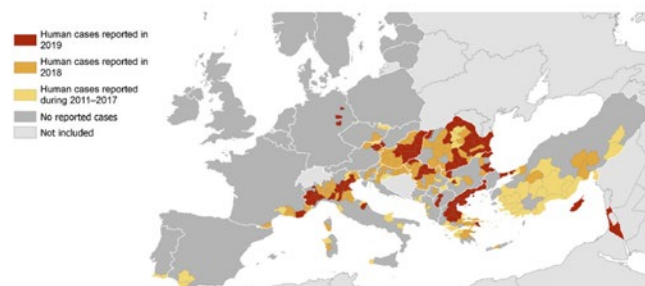 Human cases reported in
2019
Human cases reported in
2018
Human cases reported
during 2011–2017
No reported cases
Not included